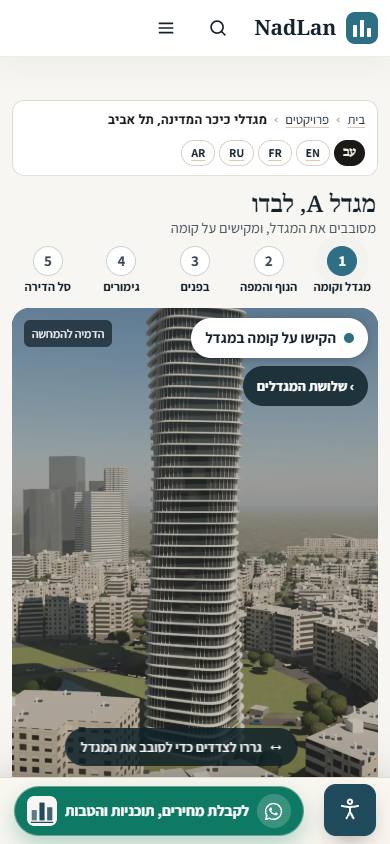 NadLan
בית › פרויקטים › מגדלי כיכר המדינה, תל אביב
עב EN FR RU AR
מגדל A, לבדו
מסובבים את המגדל, ומקישים על קומה
1 2 3 4 5
מגדל וקומה הנוף והמפה בפנים גימורים סל הדירה
הקישו על קומה במגדל
הדמיה להמחשה
‹ שלושת המגדלים
↔ גררו לצדדים כדי לסובב את המגדל
לקבלת מחירים, תוכניות והטבות